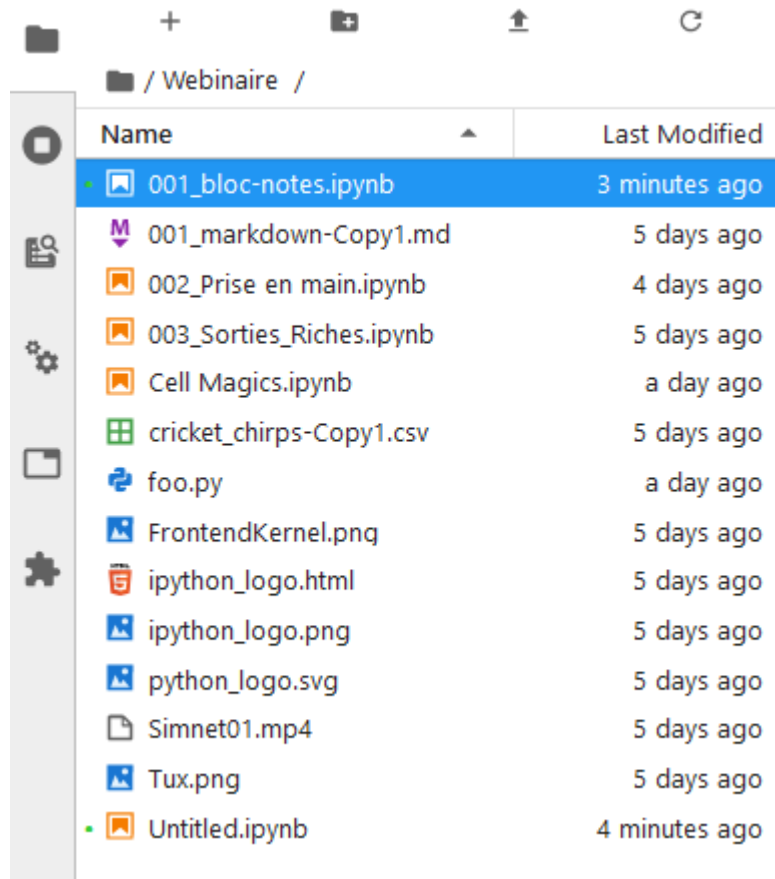 / Webinaire /
Name Last Modified
001_bloc-notes.ipynb 3 minutes ago
001_markdown-Copy1.md 5 days ago
002_Prise en main.ipynb 4 days ago
003_Sorties_Riches.ipynb 5 days ago
Cell Magics.ipynb a day ago
cricket_chirps-Copy1.csv 5 days ago
foo.py a day ago
FrontendKernel.png 5 days ago
ipython_logo.html 5 days ago
ipython_logo.png 5 days ago
python_logo.svg 5 days ago
Simnet01.mp4 5 days ago
Tux.png 5 days ago
Untitled.ipynb 4 minutes ago